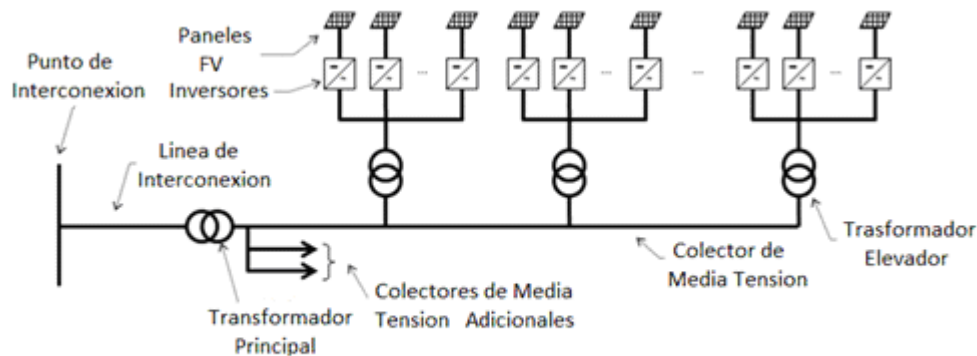 Paneles
FV
Inversores
Punto de
Interconexion
Linea de
Interconexion
Trasformador
Elevador
Colector de
Media Tension
Colectores de Media
Tension Adicionales
Transformador
Principal